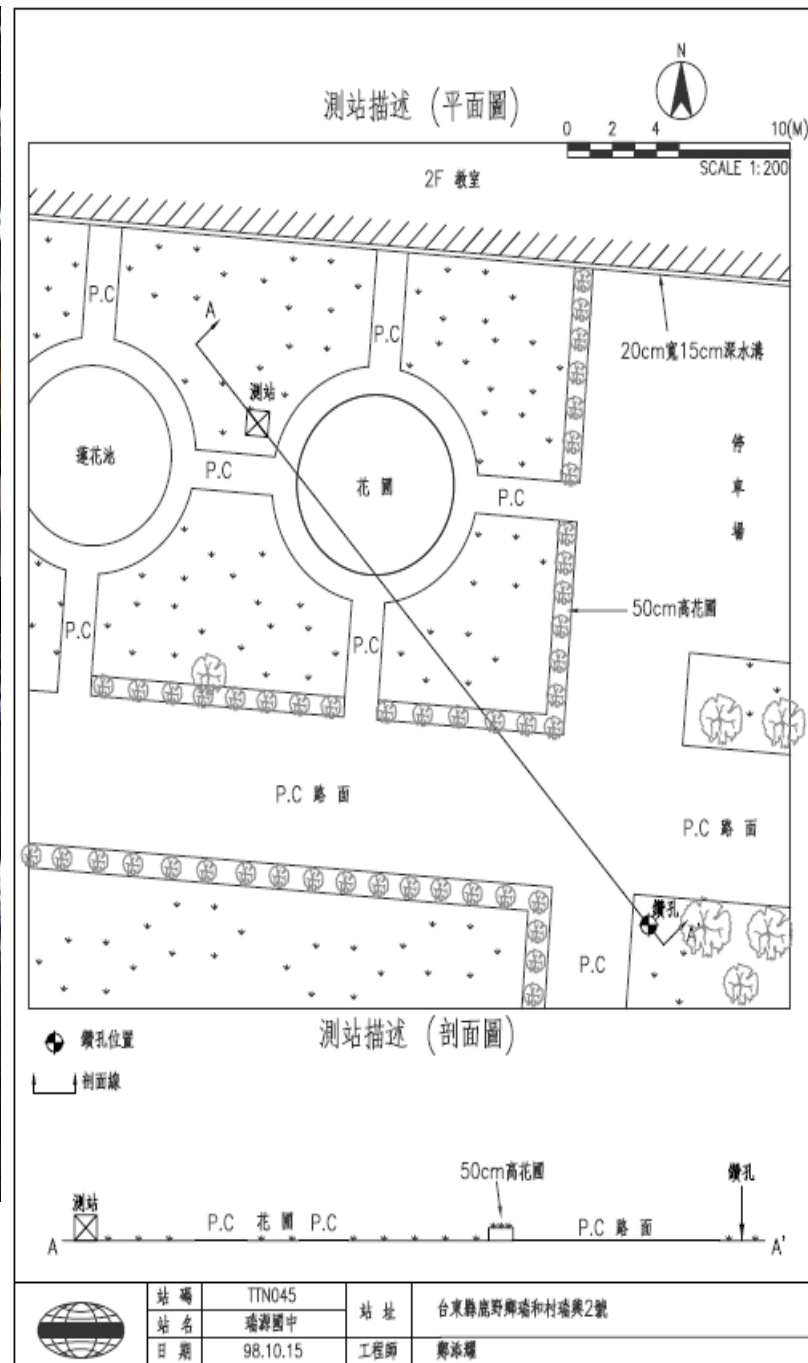 測站描述 (平面圖)
N
0 2 4 10(M)
SCALE 1:200
2F 教室
P.C
A
P.C
20cm寬15cm深水溝
測站
停車場
蓮花池
P.C
花圃
P.C
50cm高花圃
P.C
P.C
P.C 路面
P.C 路面
鑽孔
A'
P.C
測站描述 (剖面圖)
鑽孔位置
剖面線
50cm高花圃
鑽孔
測站
P.C 花圃 P.C
P.C 路面
A
A'
站碼 TTN045 站址 台東縣鹿野鄉瑞和村瑞興2號
站名 瑞源國中
日期 98.10.15 工程師 鄭添耀